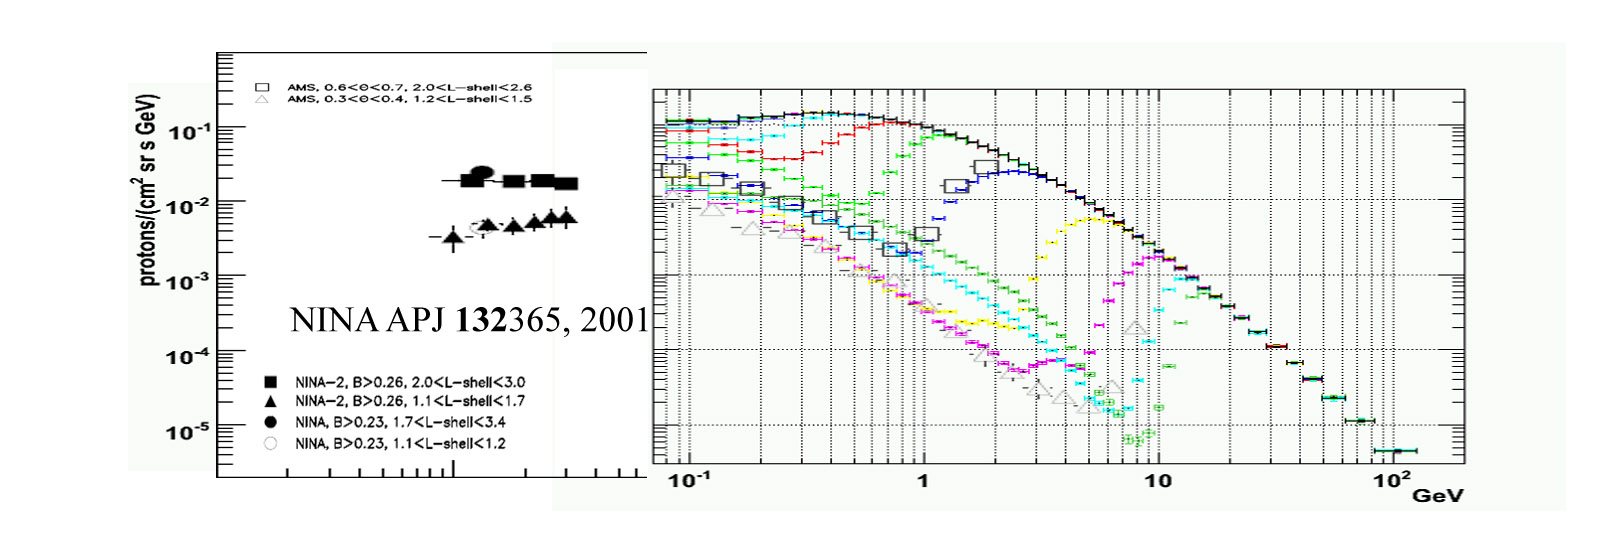 AMS, 0.6<Θ<0.7, 2.0<L-shell<2.6
AMS, 0.3<Θ<0.4, 1.2<L-shell<1.5
protons/(cm² sr s GeV)
10⁻¹
10⁻²
10⁻³
10⁻⁴
10⁻⁵
NINA APJ 132365, 2001
NINA-2, B>0.26, 2.0<L-shell<3.0
NINA-2, B>0.26, 1.1<L-shell<1.7
NINA, B>0.23, 1.7<L-shell<3.4
NINA, B>0.23, 1.1<L-shell<1.2
10⁻¹ 1 10 10²
GeV